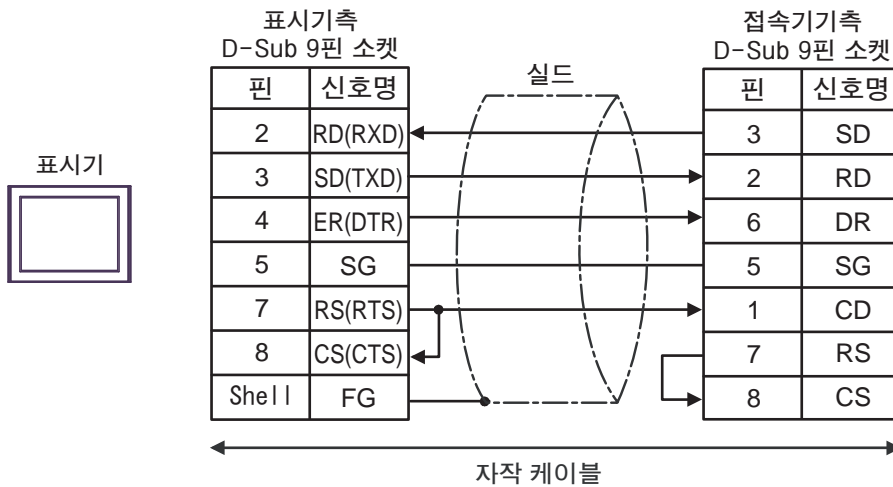 표시기측
D-Sub 9핀 소켓
접속기기측
D-Sub 9핀 소켓
실드
표시기
핀 신호명 핀 신호명
2 RD(RXD) 3 SD
3 SD(TXD) 2 RD
4 ER(DTR) 6 DR
5 SG 5 SG
7 RS(RTS) 1 CD
8 CS(CTS) 7 RS
Shell FG 8 CS
자작 케이블